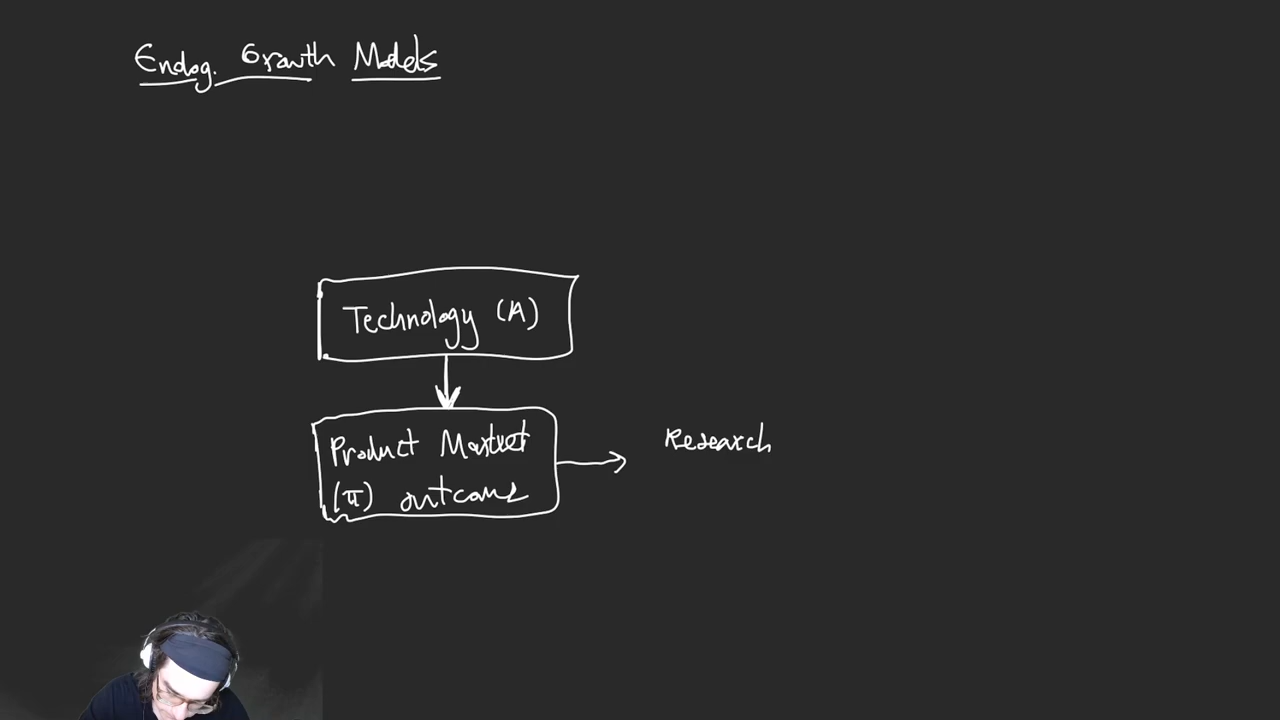 Endog. Growth Models
Technology (A)
Product Market
(π) outcome
Research